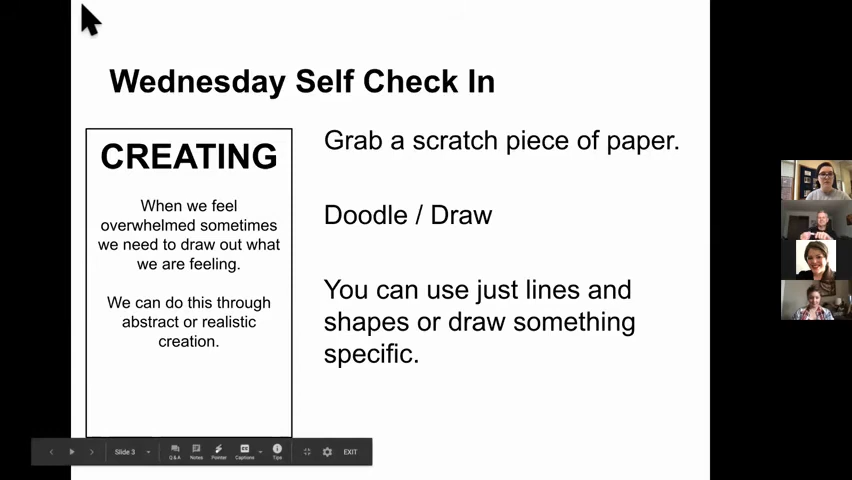 Wednesday Self Check In
CREATING
When we feel
overwhelmed sometimes
we need to draw out what
we are feeling.
We can do this through
abstract or realistic
creation.
Grab a scratch piece of paper.
Doodle / Draw
You can use just lines and
shapes or draw something
specific.
Slide 3
Q&A
Notes
Pointer
Captions
Tips
EXIT